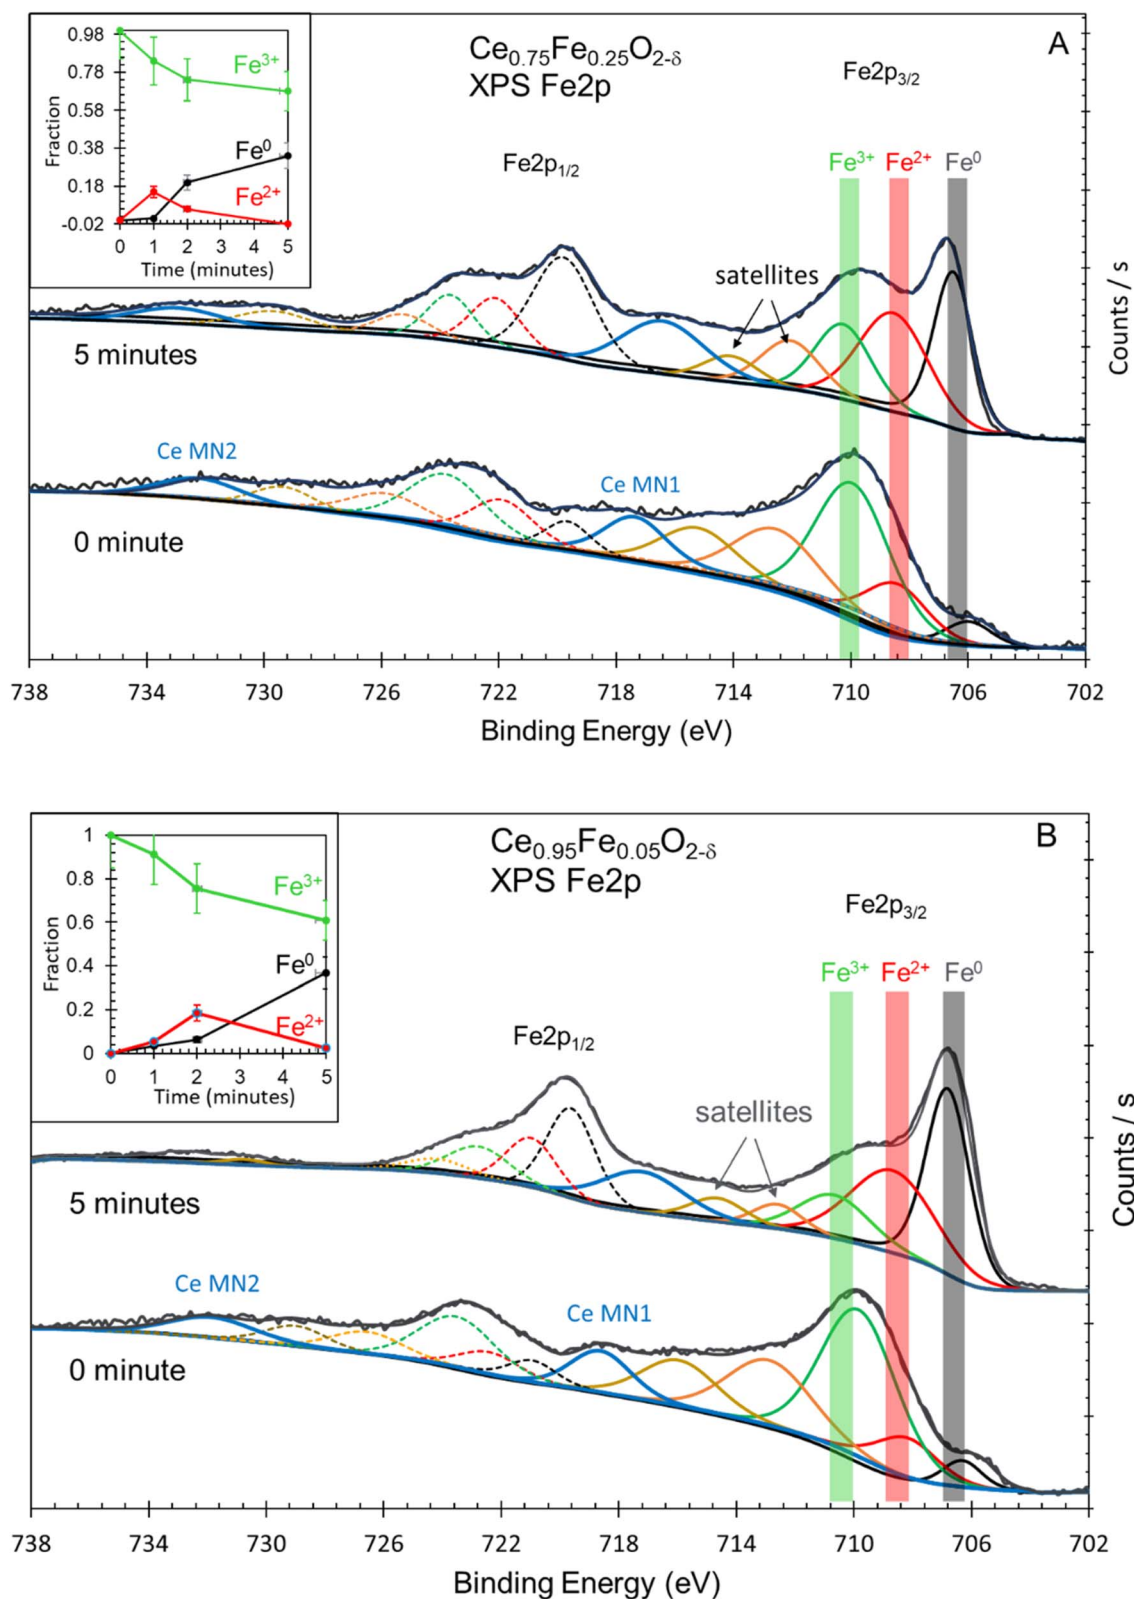 0.98
0.78
0.58
0.38
0.18
-0.02
Fraction
Fe³⁺
Fe⁰
Fe²⁺
0 1 2 3 4 5
Time (minutes)
Ce₀.₇₅Fe₀.₂₅O₂₋δ
XPS Fe2p
A
Fe2p₃/₂
Fe2p₁/₂
Fe³⁺ Fe²⁺ Fe⁰
satellites
5 minutes
Ce MN2
Ce MN1
0 minute
Counts / s
738 734 730 726 722 718 714 710 706 702
Binding Energy (eV)
1
0.8
0.6
0.4
0.2
0
Fraction
Fe³⁺
Fe⁰
Fe²⁺
0 1 2 3 4 5
Time (minutes)
Ce₀.₉₅Fe₀.₀₅O₂₋δ
XPS Fe2p
B
Fe2p₃/₂
Fe³⁺ Fe²⁺ Fe⁰
Fe2p₁/₂
satellites
5 minutes
Ce MN2
Ce MN1
0 minute
Counts / s
738 734 730 726 722 718 714 710 706 702
Binding Energy (eV)